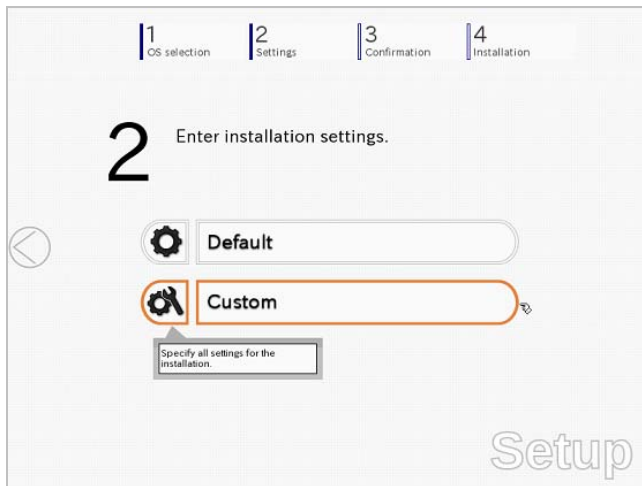 1
OS selection
2
Settings
3
Confirmation
4
Installation
2
Enter installation settings.
Default
Custom
Specify all settings for the
installation.
Setup